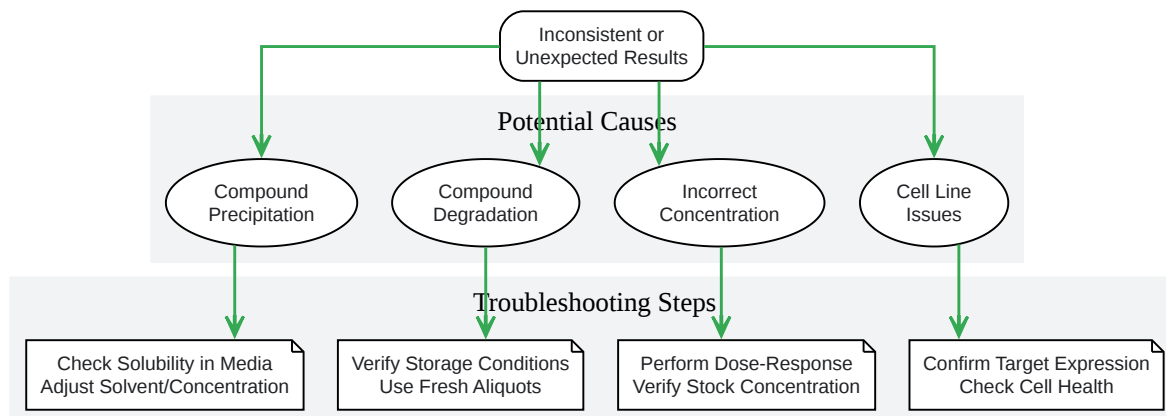 Inconsistent or
Unexpected Results
Potential Causes
Compound
Precipitation
Compound
Degradation
Incorrect
Concentration
Cell Line
Issues
Troubleshooting Steps
Check Solubility in Media
Adjust Solvent/Concentration
Verify Storage Conditions
Use Fresh Aliquots
Perform Dose-Response
Verify Stock Concentration
Confirm Target Expression
Check Cell Health